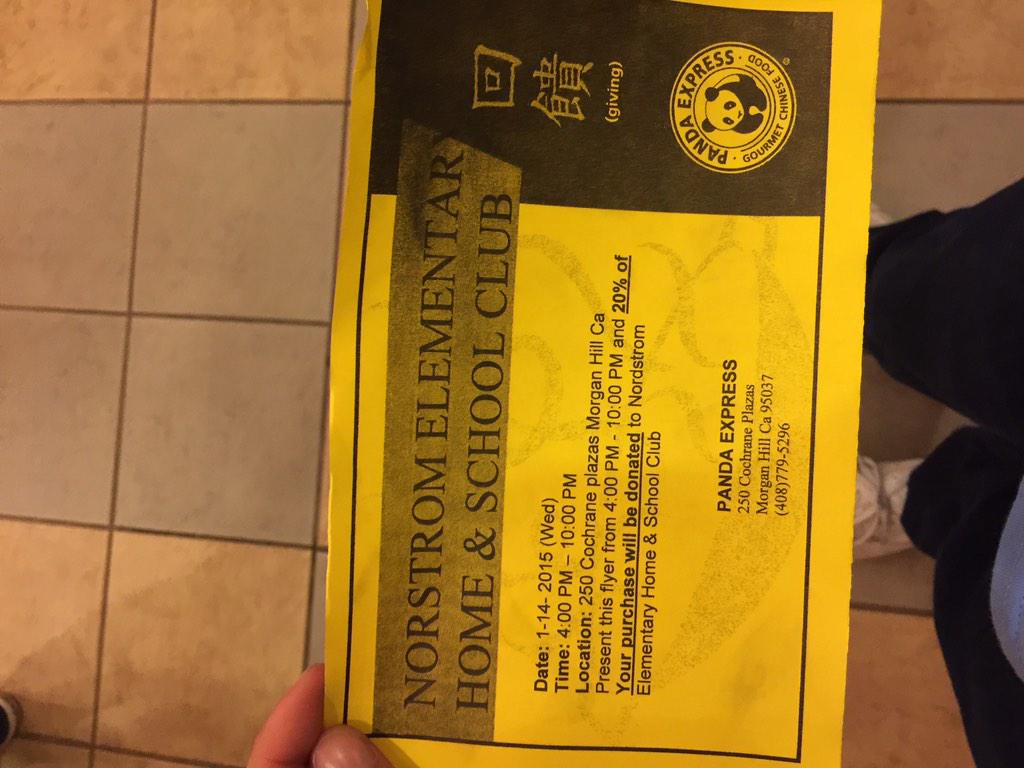 NORSTROM ELEMENTAR
HOME & SCHOOL CLUB
回
饋
(giving)
PANDA EXPRESS
GOURMET CHINESE FOOD
Date: 1-14- 2015 (Wed)
Time: 4:00 PM – 10:00 PM
Location: 250 Cochrane plazas Morgan Hill Ca
Present this flyer from 4:00 PM - 10:00 PM and 20% of
Your purchase will be donated to Nordstrom
Elementary Home & School Club
PANDA EXPRESS
250 Cochrane Plazas
Morgan Hill Ca 95037
(408)779-5296